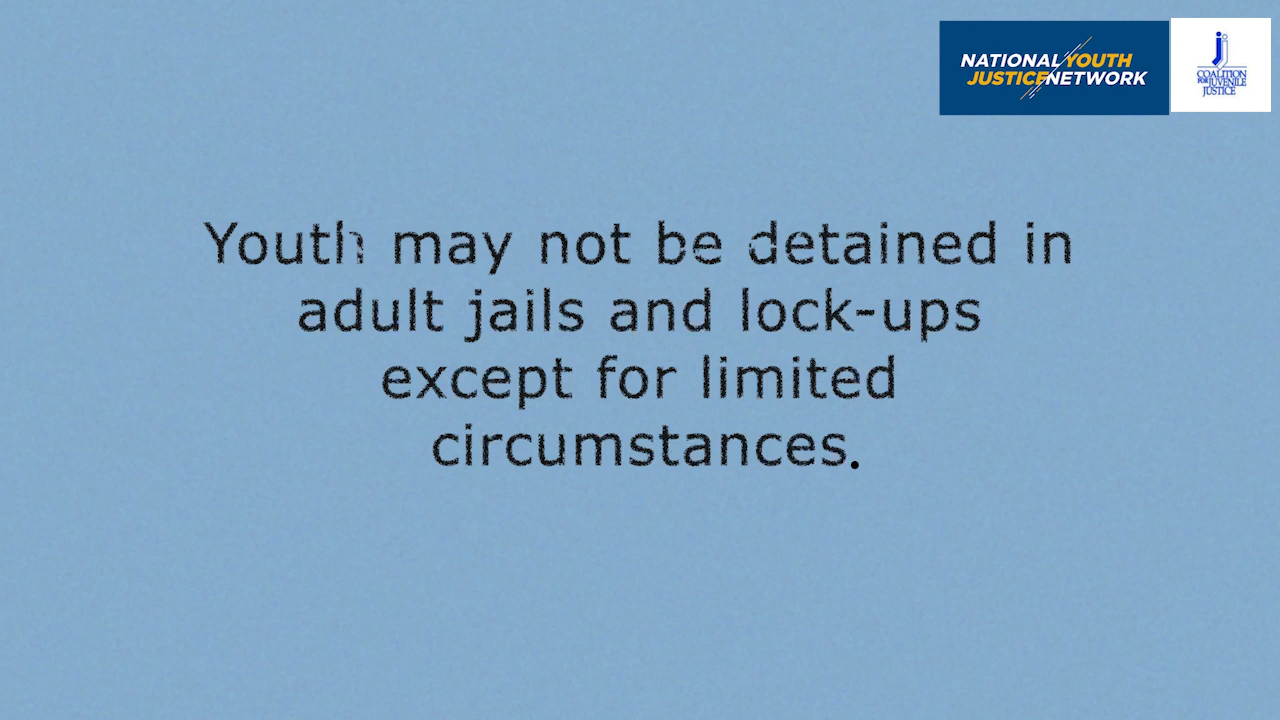 NATIONAL YOUTH
JUSTICE NETWORK
COALITION
FOR JUVENILE
JUSTICE
Youth may not be detained in
adult jails and lock-ups
except for limited
circumstances.